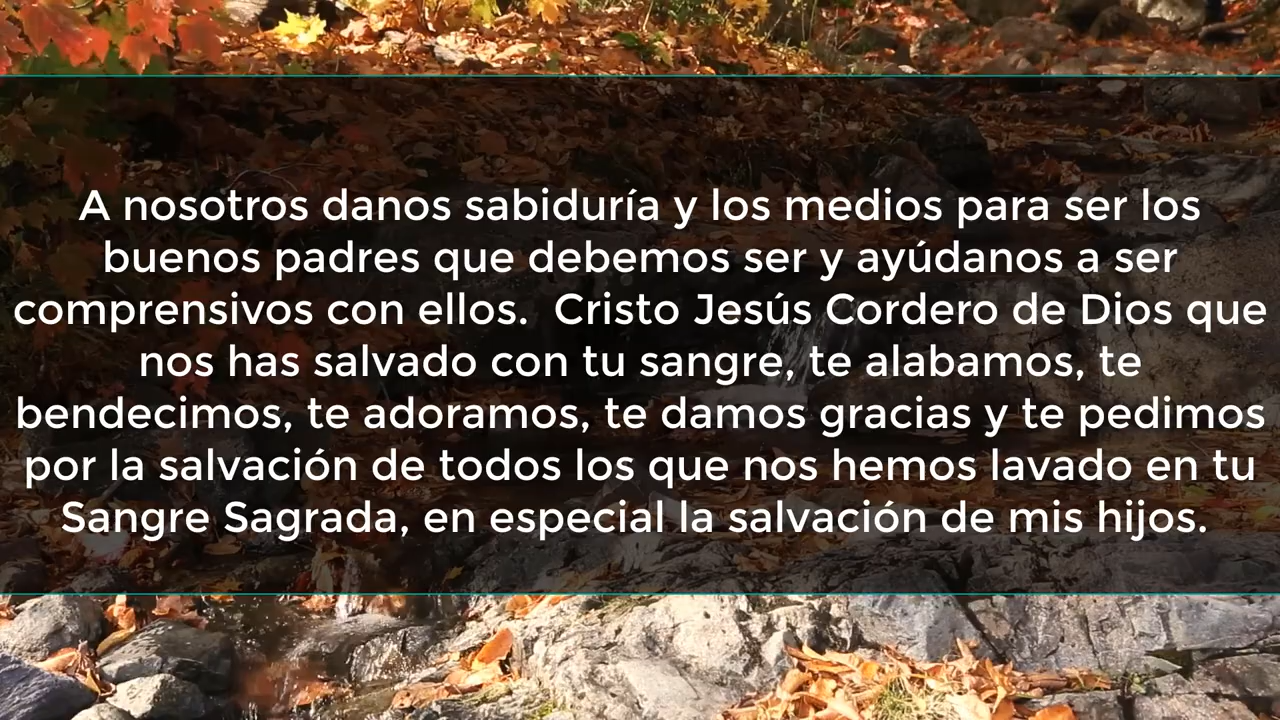 A nosotros danos sabiduría y los medios para ser los
buenos padres que debemos ser y ayúdanos a ser
comprensivos con ellos.  Cristo Jesús Cordero de Dios que
nos has salvado con tu sangre, te alabamos, te
bendecimos, te adoramos, te damos gracias y te pedimos
por la salvación de todos los que nos hemos lavado en tu
Sangre Sagrada, en especial la salvación de mis hijos.